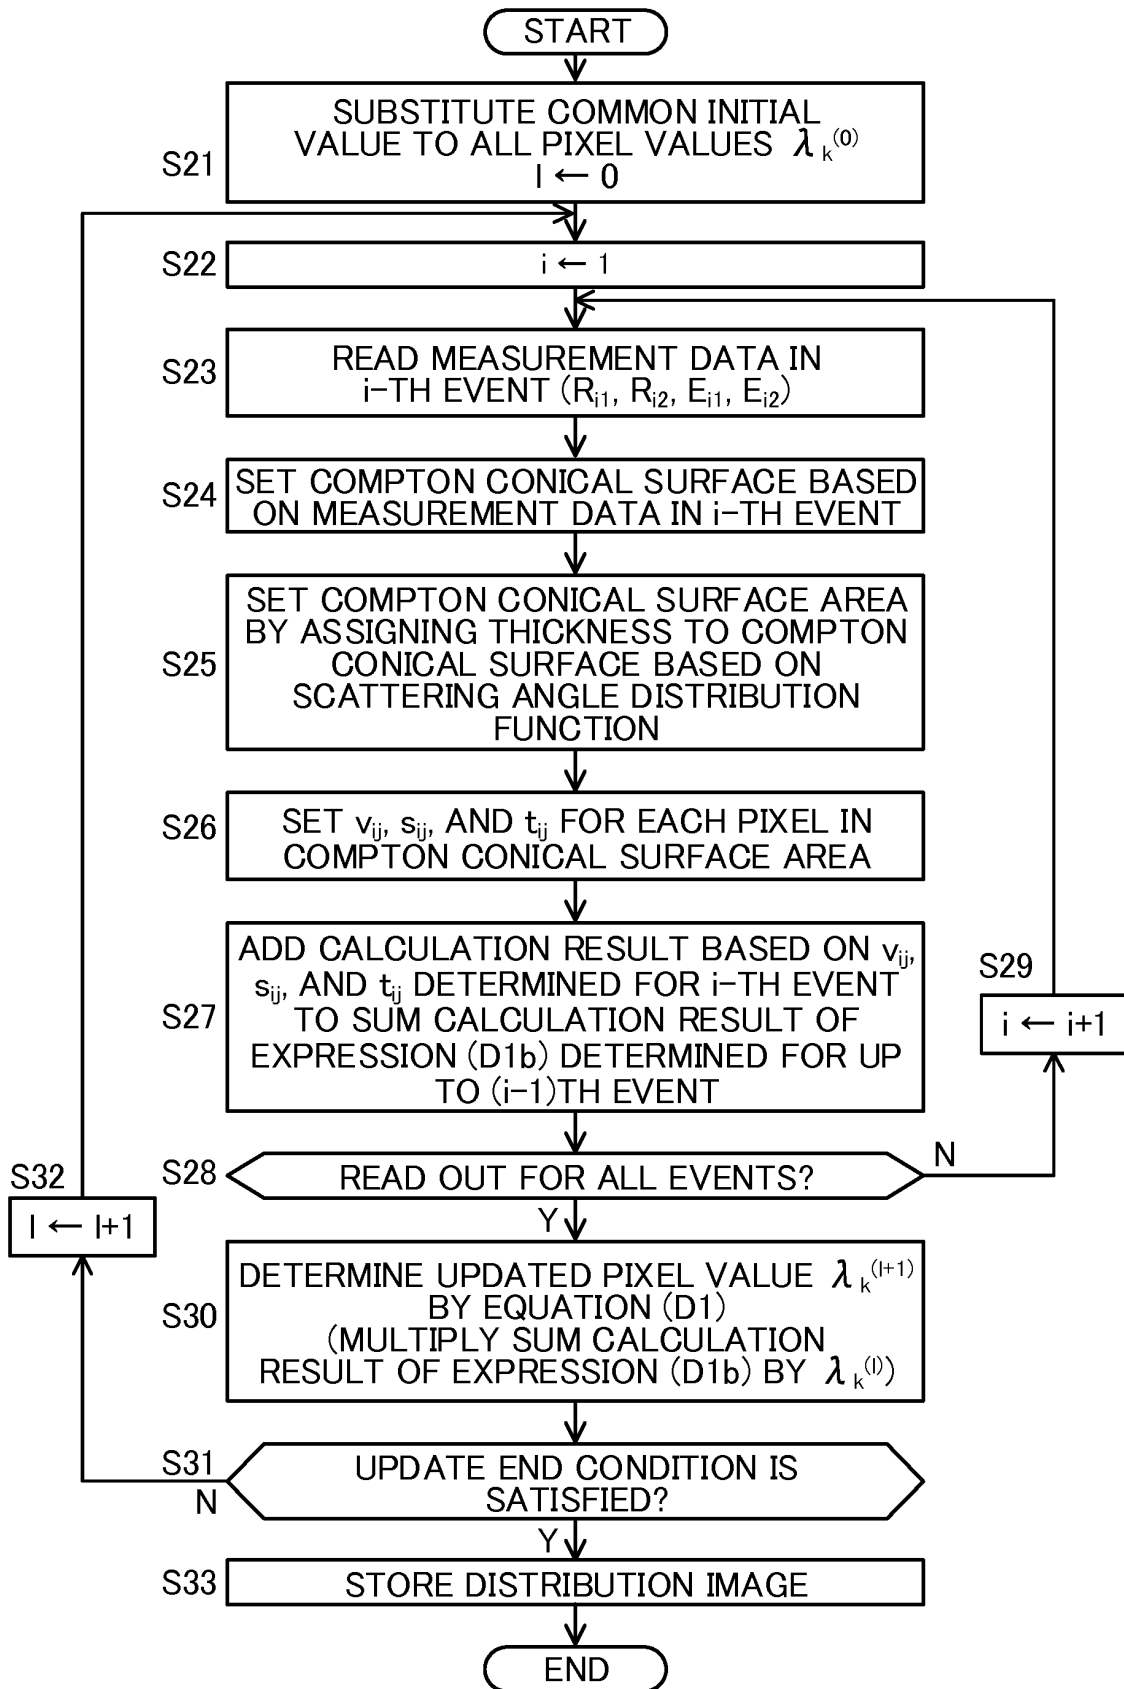 START
SUBSTITUTE COMMON INITIAL
VALUE TO ALL PIXEL VALUES λk(0)
l ← 0
S21
S22
i ← 1
S23
READ MEASUREMENT DATA IN
i-TH EVENT (Ri1, Ri2, Ei1, Ei2)
S24
SET COMPTON CONICAL SURFACE BASED
ON MEASUREMENT DATA IN i-TH EVENT
S25
SET COMPTON CONICAL SURFACE AREA
BY ASSIGNING THICKNESS TO COMPTON
CONICAL SURFACE BASED ON
SCATTERING ANGLE DISTRIBUTION
FUNCTION
S26
SET vij, sij, AND tij FOR EACH PIXEL IN
COMPTON CONICAL SURFACE AREA
S27
ADD CALCULATION RESULT BASED ON vij,
sij, AND tij DETERMINED FOR i-TH EVENT
TO SUM CALCULATION RESULT OF
EXPRESSION (D1b) DETERMINED FOR UP
TO (i-1)TH EVENT
S29
i ← i+1
S28
READ OUT FOR ALL EVENTS?
N
Y
S32
l ← l+1
S30
DETERMINE UPDATED PIXEL VALUE λk(l+1)
BY EQUATION (D1)
(MULTIPLY SUM CALCULATION
RESULT OF EXPRESSION (D1b) BY λk(l))
S31
N
UPDATE END CONDITION IS
SATISFIED?
Y
S33
STORE DISTRIBUTION IMAGE
END